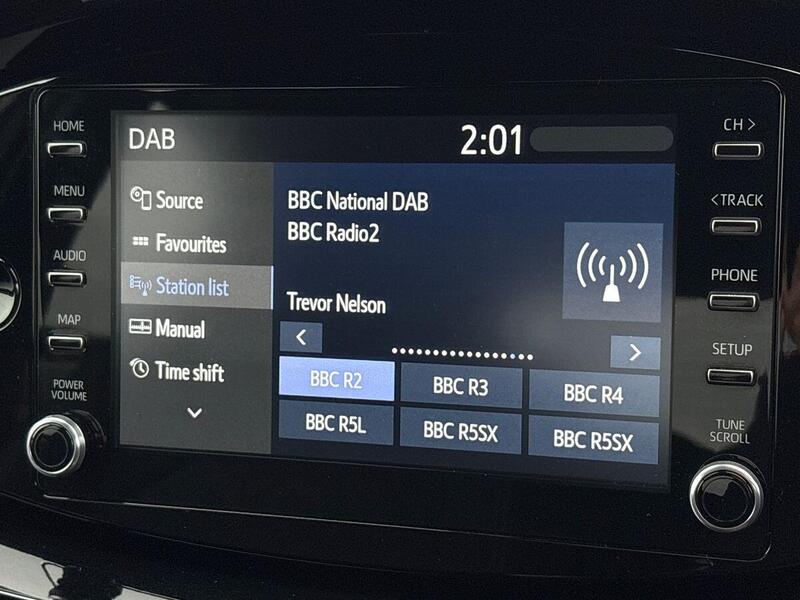 HOME
MENU
AUDIO
MAP
POWER
VOLUME
DAB
2:01
Source
Favourites
Station list
Manual
Time shift
BBC National DAB
BBC Radio2
Trevor Nelson
<
>
BBC R2
BBC R3
BBC R4
BBC R5L
BBC R5SX
BBC R5SX
CH >
< TRACK
PHONE
SETUP
TUNE
SCROLL